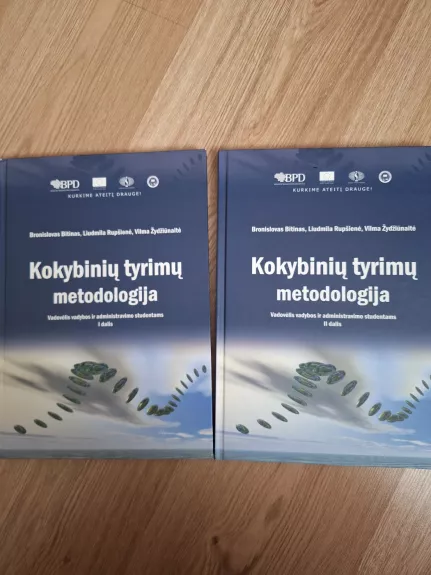 BPD
KURKIME ATEITĮ DRAUGE!
Bronislovas Bitinas, Liudmila Rupšienė, Vilma Žydžiūnaitė
Kokybinių tyrimų
metodologija
Vadovėlis vadybos ir administravimo studentams
I dalis
BPD
KURKIME ATEITĮ DRAUGE!
Bronislovas Bitinas, Liudmila Rupšienė, Vilma Žydžiūnaitė
Kokybinių tyrimų
metodologija
Vadovėlis vadybos ir administravimo studentams
II dalis